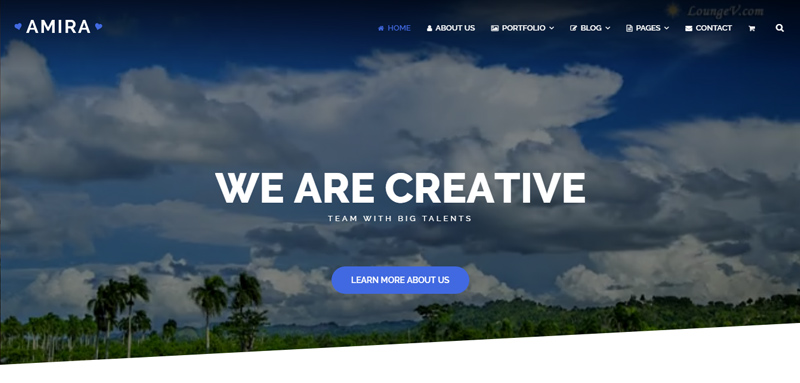 LoungeV.com
AMIRA
HOME ABOUT US PORTFOLIO BLOG PAGES CONTACT
WE ARE CREATIVE
TEAM WITH BIG TALENTS
LEARN MORE ABOUT US